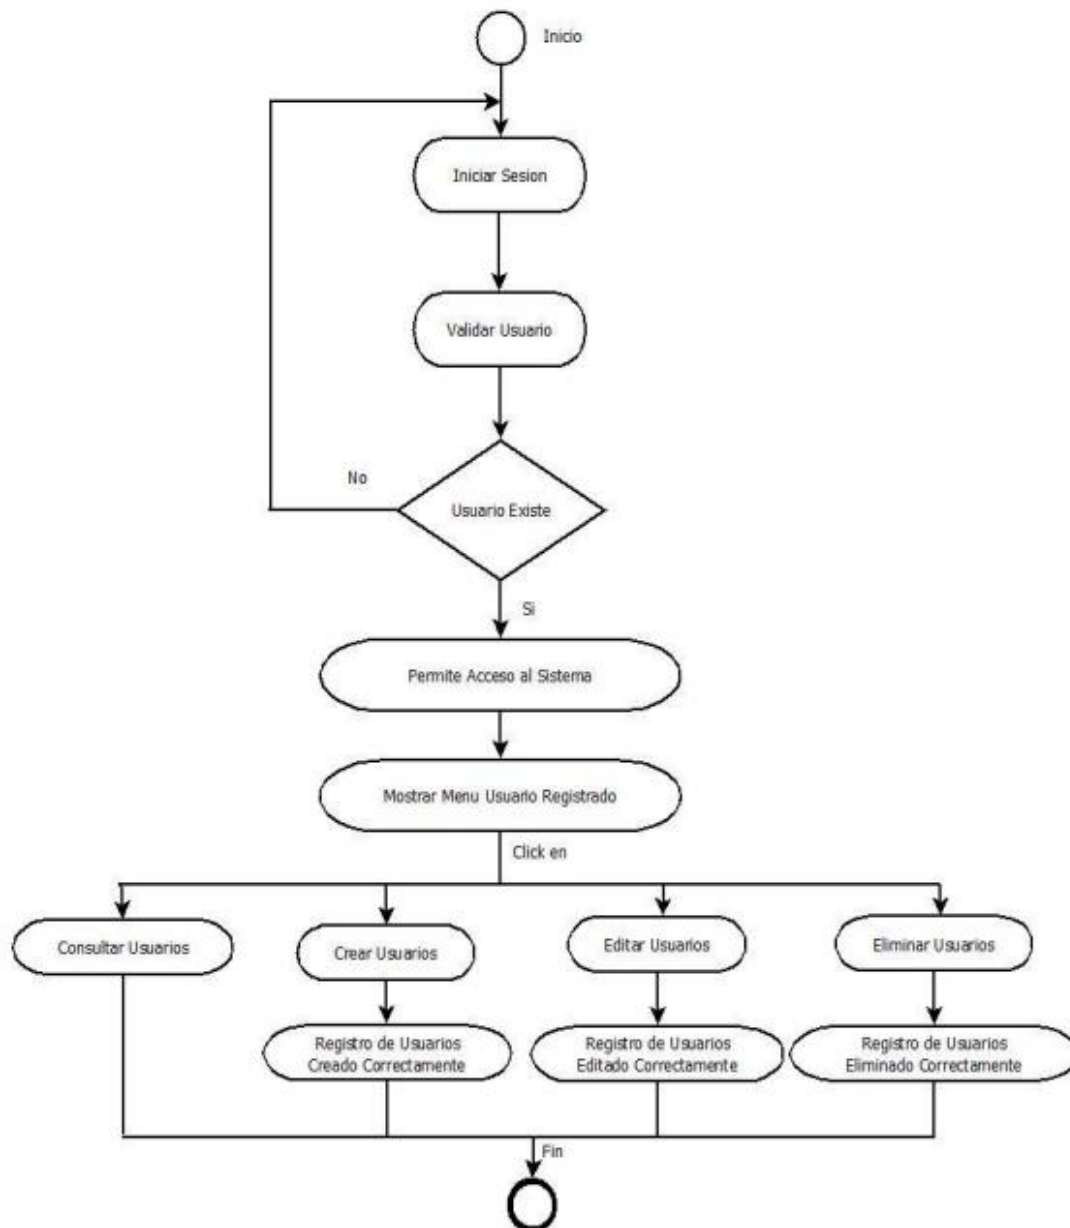 Inicio
Iniciar Sesion
Validar Usuario
No
Usuario Existe
Si
Permite Acceso al Sistema
Mostrar Menu Usuario Registrado
Click en
Consultar Usuarios
Crear Usuarios
Editar Usuarios
Eliminar Usuarios
Registro de Usuarios
Creado Correctamente
Registro de Usuarios
Editado Correctamente
Registro de Usuarios
Eliminado Correctamente
Fin